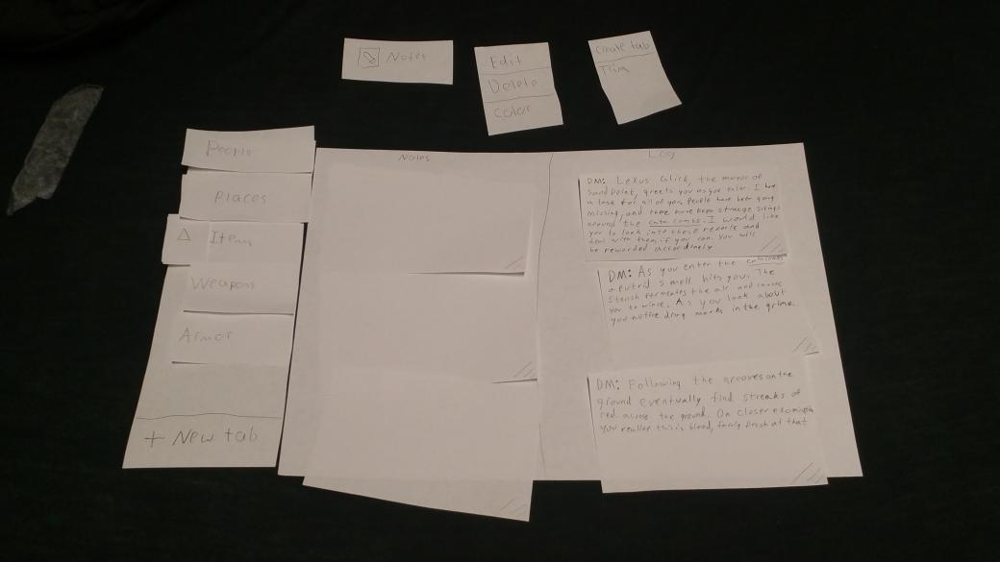 Notes
Edit
Delete
Color
Create tab
Trim
People
Places
Δ Items
Weapons
Armor
+ New tab
Notes
Log
DM: Lexus Glick, the mayor of
Sandpoint, greets you as you enter. I have
a task for all of you. People have been going
missing, and there have been strange
around the catacombs. I would like
you to look into these reports and
deal with them if you can. You will
be rewarded accordingly
DM: As you enter the
putrid smell hits you. The
stench permeates the air and
you to wince. As you look about
you notice drag marks in the grime.
DM: Following the grooves on the
ground eventually find streaks of
red across the ground. On closer
you realize this is blood, fairly fresh at that